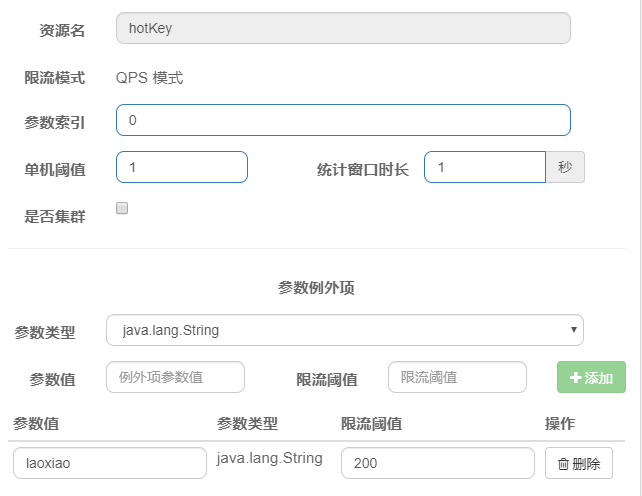 资源名 hotKey
限流模式 QPS 模式
参数索引 0
单机阈值 1 统计窗口时长 1 秒
是否集群
参数例外项
参数类型 java.lang.String
参数值 例外项参数值 限流阈值 限流阈值 添加
参数值 参数类型 限流阈值 操作
laoxiao java.lang.String 200 删除